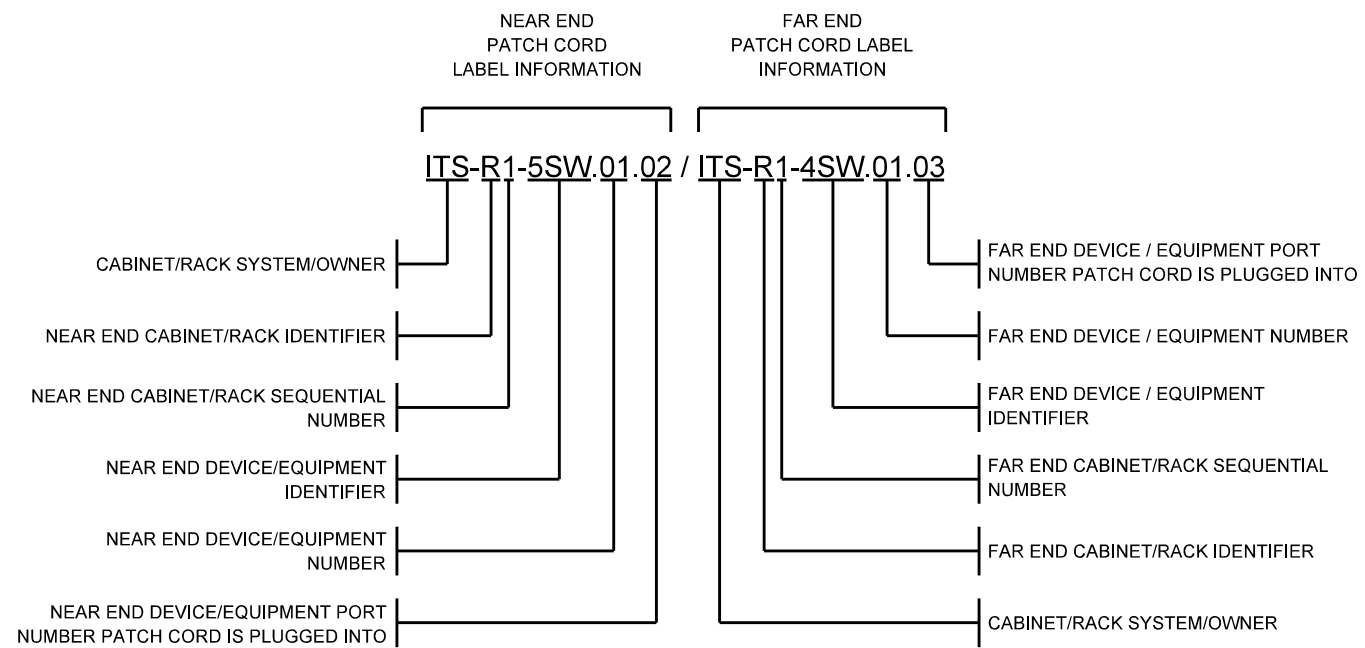 NEAR END
PATCH CORD
LABEL INFORMATION
FAR END
PATCH CORD LABEL
INFORMATION
ITS-R1-5SW.01.02 / ITS-R1-4SW.01.03
CABINET/RACK SYSTEM/OWNER
NEAR END CABINET/RACK IDENTIFIER
NEAR END CABINET/RACK SEQUENTIAL
NUMBER
NEAR END DEVICE/EQUIPMENT
IDENTIFIER
NEAR END DEVICE/EQUIPMENT
NUMBER
NEAR END DEVICE/EQUIPMENT PORT
NUMBER PATCH CORD IS PLUGGED INTO
FAR END DEVICE / EQUIPMENT PORT
NUMBER PATCH CORD IS PLUGGED INTO
FAR END DEVICE / EQUIPMENT NUMBER
FAR END DEVICE / EQUIPMENT
IDENTIFIER
FAR END CABINET/RACK SEQUENTIAL
NUMBER
FAR END CABINET/RACK IDENTIFIER
CABINET/RACK SYSTEM/OWNER